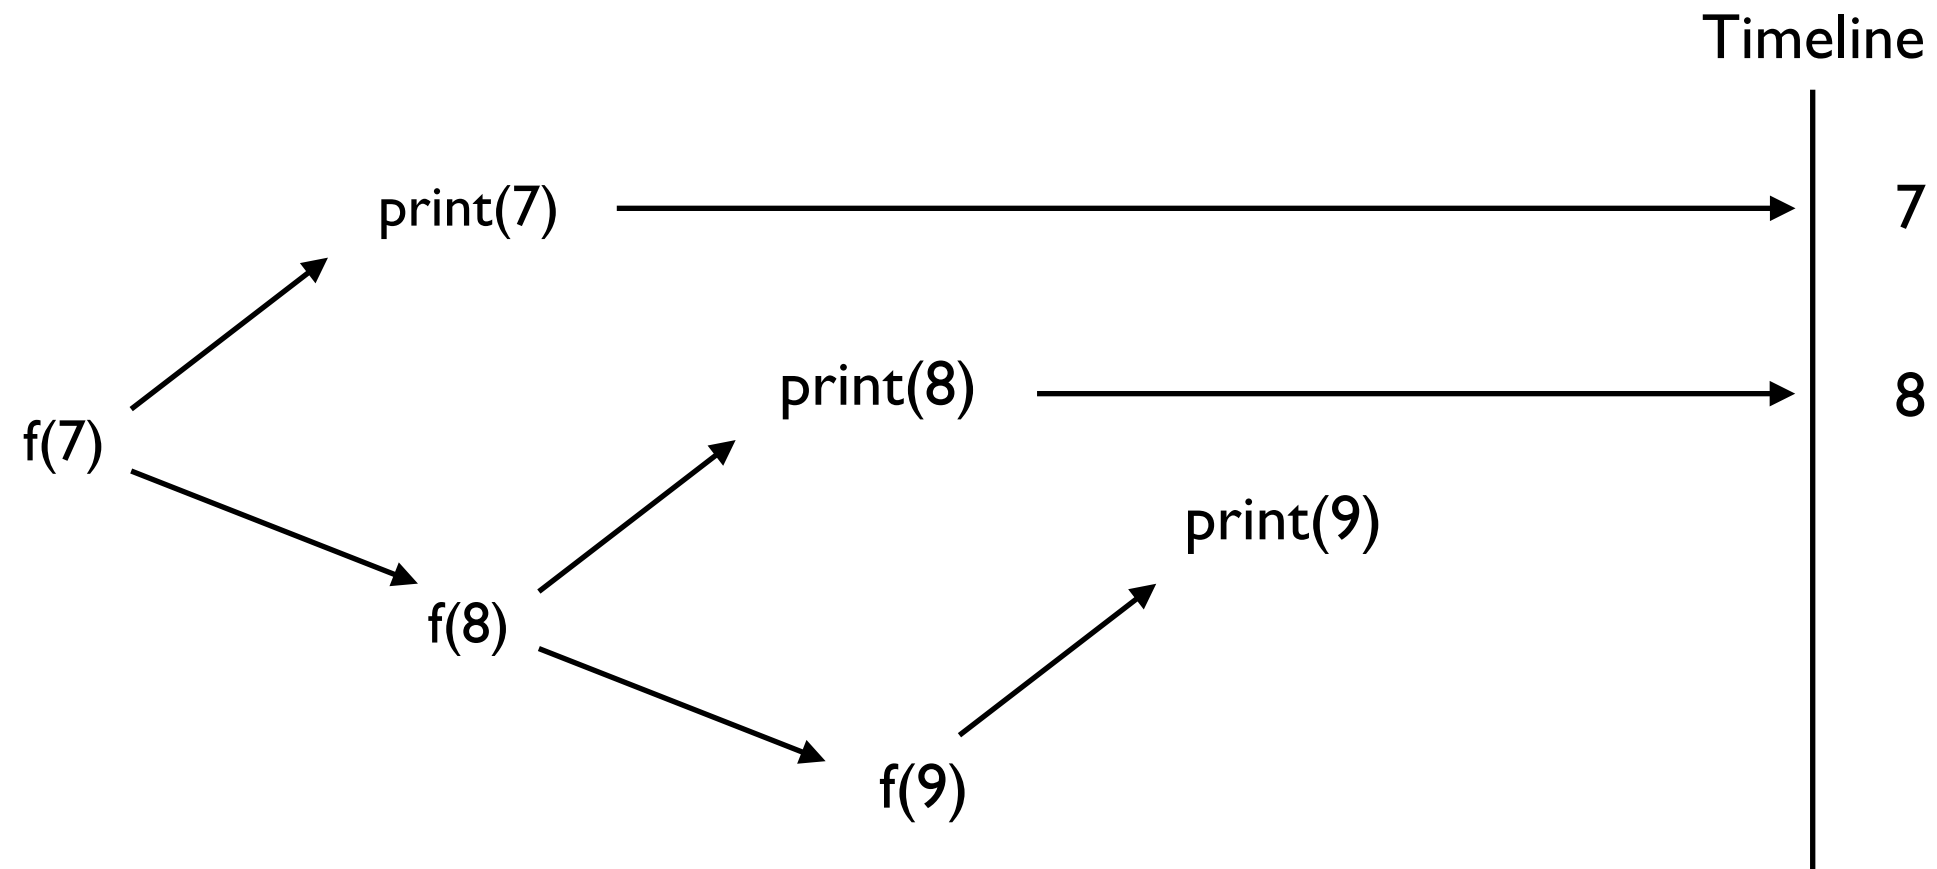 Timeline
print(7)
7
print(8)
8
f(7)
print(9)
f(8)
f(9)